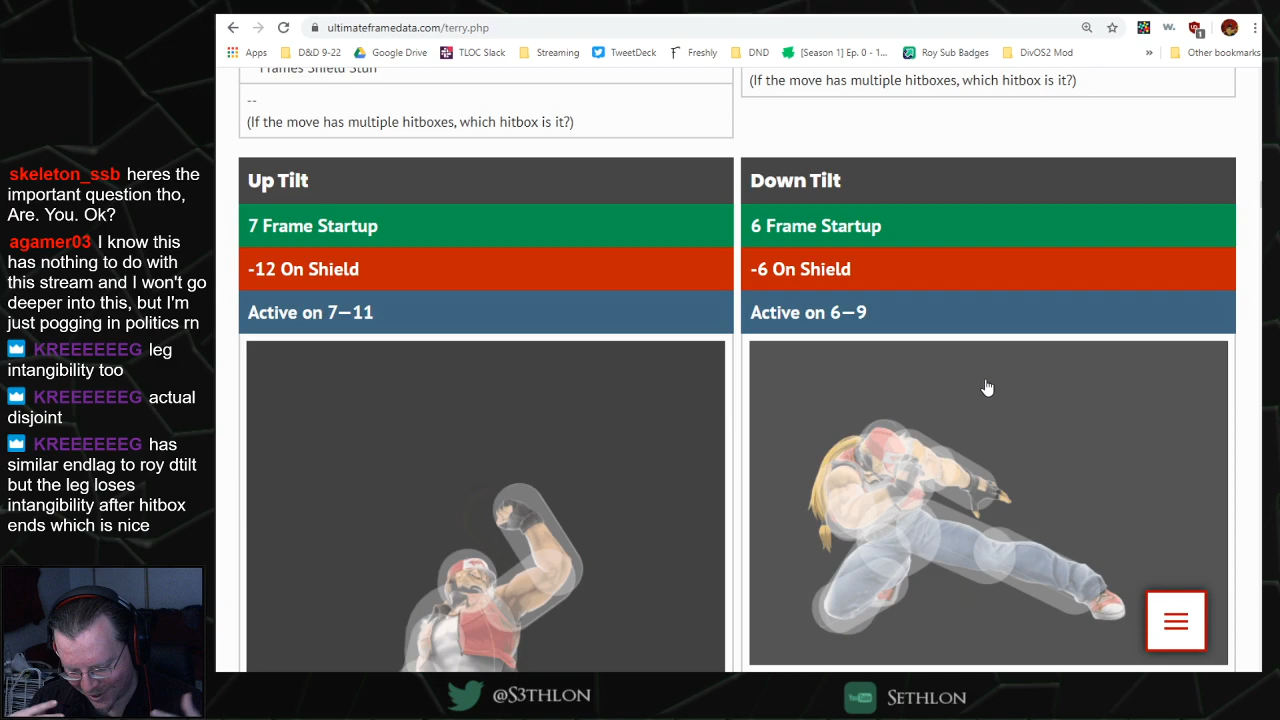 ultimateframedata.com/terry.php
Apps D&D 9-22 Google Drive TLOC Slack Streaming TweetDeck Freshly DND [Season 1] Ep. 0 - 1... Roy Sub Badges DivOS2 Mod » Other bookmarks
Frames Shield Stun
--
(If the move has multiple hitboxes, which hitbox is it?)
(If the move has multiple hitboxes, which hitbox is it?)
Up Tilt
7 Frame Startup
-12 On Shield
Active on 7—11
Down Tilt
6 Frame Startup
-6 On Shield
Active on 6—9
skeleton_ssb heres the
important question tho,
Are. You. Ok?
agamer03 I know this
has nothing to do with
this stream and I won't go
deeper into this, but I'm
just pogging in politics rn
KREEEEEEG leg
intangibility too
KREEEEEEG actual
disjoint
KREEEEEEG has
similar endlag to roy dtilt
but the leg loses
intangibility after hitbox
ends which is nice
@S3THLON
SETHLON